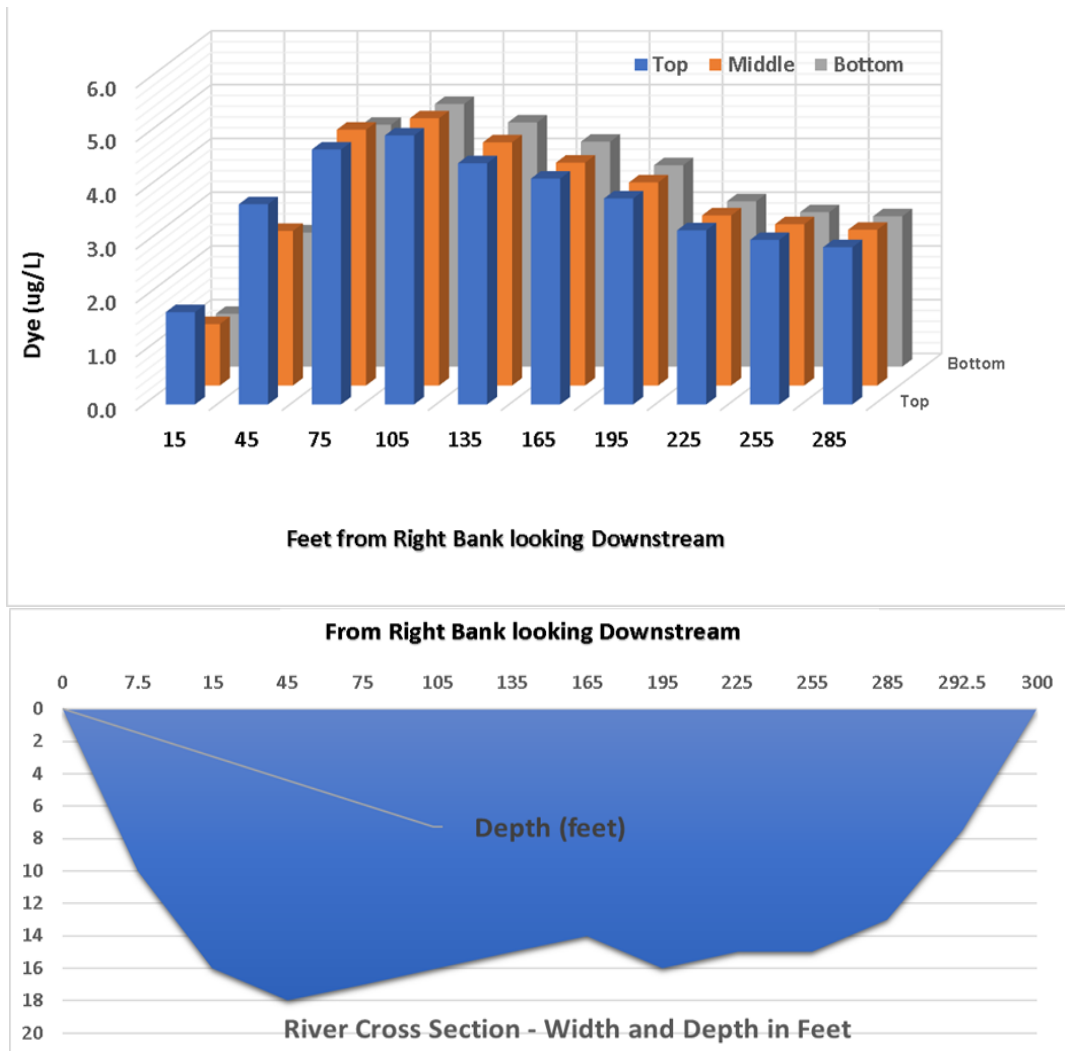 Top Middle Bottom
6.0
5.0
4.0
3.0
2.0
1.0
0.0
Dye (ug/L)
Bottom
Top
15 45 75 105 135 165 195 225 255 285
Feet from Right Bank looking Downstream
From Right Bank looking Downstream
0 7.5 15 45 75 105 135 165 195 225 255 285 292.5 300
0
2
4
6
8
10
12
14
16
18
20
Depth (feet)
River Cross Section - Width and Depth in Feet